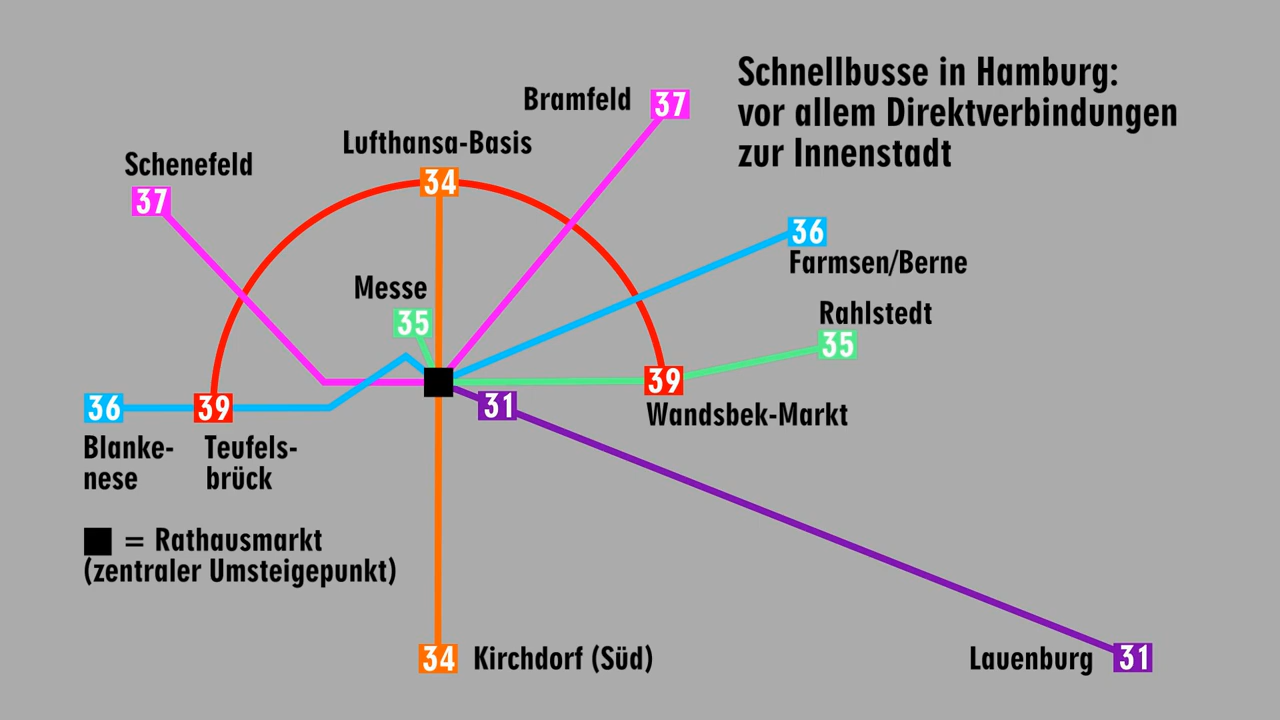 Schnellbusse in Hamburg:
vor allem Direktverbindungen
zur Innenstadt
Bramfeld 37
Lufthansa-Basis
34
Schenefeld
37
36
Farmsen/Berne
Messe
35
Rahlstedt
35
39
Wandsbek-Markt
31
36 39
Blanke-
nese
Teufels-
brück
= Rathausmarkt
(zentraler Umsteigepunkt)
34 Kirchdorf (Süd)
Lauenburg 31